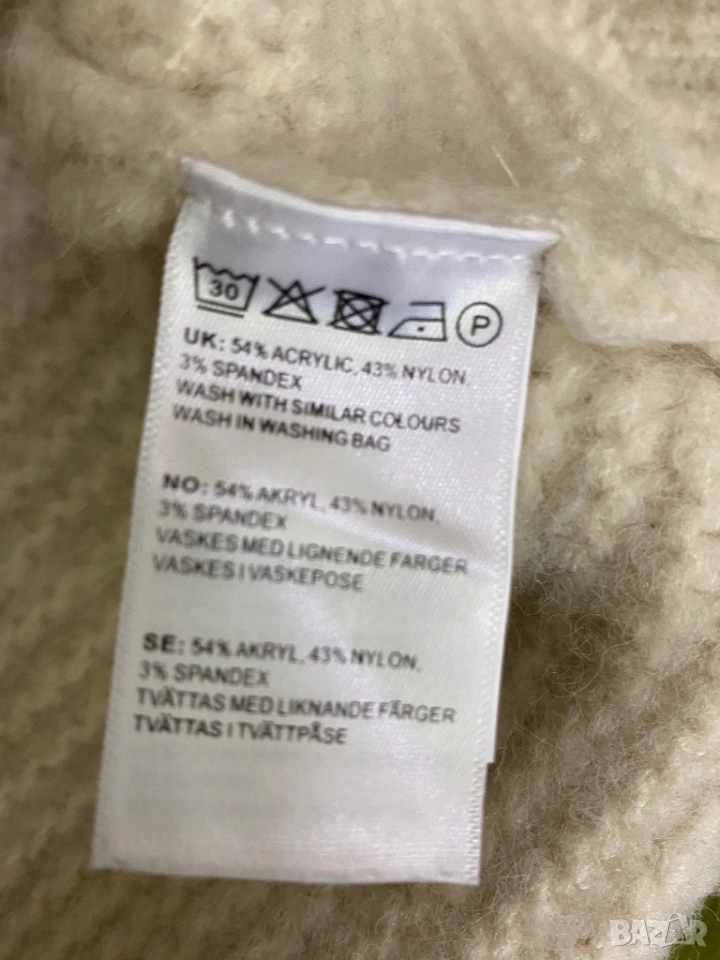 30
P
UK: 54% ACRYLIC, 43% NYLON,
3% SPANDEX
WASH WITH SIMILAR COLOURS
WASH IN WASHING BAG
NO: 54% AKRYL, 43% NYLON,
3% SPANDEX
VASKES MED LIGNENDE FARGER
VASKES I VASKEPOSE
SE: 54% AKRYL, 43% NYLON,
3% SPANDEX
TVÄTTAS MED LIKNANDE FÄRGER
TVÄTTAS I TVÄTTPÅSE
BAZAR